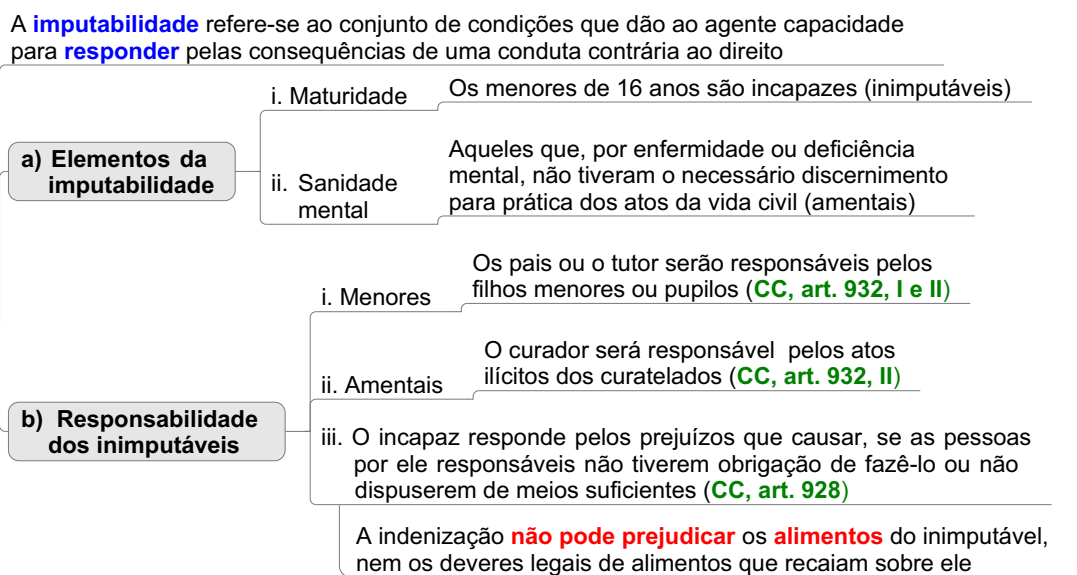 A imputabilidade refere-se ao conjunto de condições que dão ao agente capacidade
para responder pelas consequências de uma conduta contrária ao direito
a) Elementos da
imputabilidade
i. Maturidade
Os menores de 16 anos são incapazes (inimputáveis)
ii. Sanidade
mental
Aqueles que, por enfermidade ou deficiência
mental, não tiveram o necessário discernimento
para prática dos atos da vida civil (amentais)
b) Responsabilidade
dos inimputáveis
i. Menores
Os pais ou o tutor serão responsáveis pelos
filhos menores ou pupilos (CC, art. 932, I e II)
ii. Amentais
O curador será responsável pelos atos
ilícitos dos curatelados (CC, art. 932, II)
iii. O incapaz responde pelos prejuízos que causar, se as pessoas
por ele responsáveis não tiverem obrigação de fazê-lo ou não
dispuserem de meios suficientes (CC, art. 928)
A indenização não pode prejudicar os alimentos do inimputável,
nem os deveres legais de alimentos que recaiam sobre ele